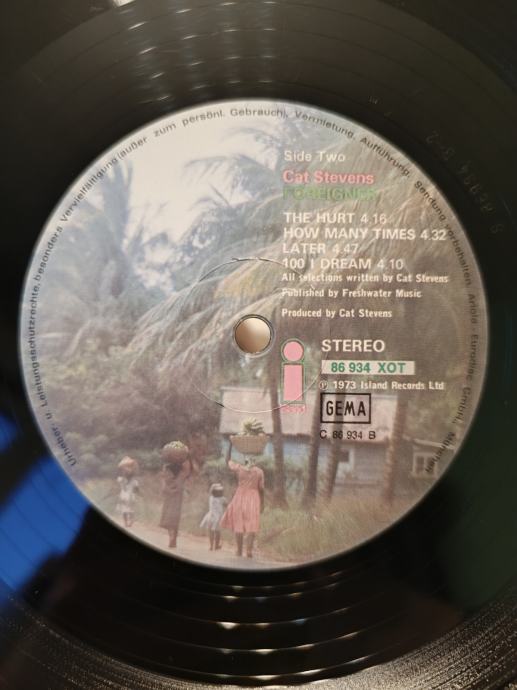 Urheber u. Leistungsschutzrechte, besonders Vervielfältigung (außer zum persönl. Gebrauch), Vermietung, Aufführung, Sendung vorbehalten. Ariola - Eurodisc GmbH., München
Side Two
Cat Stevens
FOREIGNER
THE HURT 4.16
HOW MANY TIMES 4.32
LATER 4.47
100 I DREAM 4.10
All selections written by Cat Stevens
Published by Freshwater Music
Produced by Cat Stevens
STEREO
86 934 XOT
℗ 1973 Island Records Ltd
island
GEMA
C 86 934 B